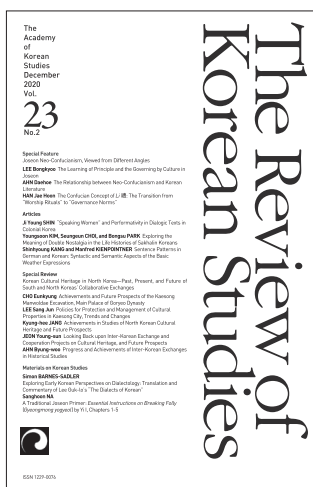 The
Academy
of
Korean
Studies
December
2020
Vol.
23
No.2
The Review of
Korean Studies
Special Feature
Joseon Neo-Confucianism, Viewed from Different Angles
LEE Bongkyoo The Learning of Principle and the Governing by Culture in
Joseon
AHN Daehoe The Relationship between Neo-Confucianism and Korean
Literature
HAN Jae Hoon The Confucian Concept of Li 禮: The Transition from
"Worship Rituals" to "Governance Norms"
Articles
Ji Young SHIN "Speaking Women" and Performativity in Dialogic Texts in
Colonial Korea
Youngsoon KIM, Seungeun CHOI, and Bongsu PARK Exploring the
Meaning of Double Nostalgia in the Life Histories of Sakhalin Koreans
Shinhyoung KANG and Manfred KIENPOINTNER Sentence Patterns in
German and Korean: Syntactic and Semantic Aspects of the Basic
Weather Expressions
Special Review
Korean Cultural Heritage in North Korea—Past, Present, and Future of
South and North Koreas' Collaborative Exchanges
CHO Eunkyung Achievements and Future Prospects of the Kaesong
Manwoldae Excavation, Main Palace of Goryeo Dynasty
LEE Sang Jun Policies for Protection and Management of Cultural
Properties in Kaesong City, Trends and Changes
Kyung-hee JANG Achievements in Studies of North Korean Cultural
Heritage and Future Prospects
JEON Young-sun Looking Back upon Inter-Korean Exchange and
Cooperation Projects on Cultural Heritage, and Future Prospects
AHN Byung-woo Progress and Achievements of Inter-Korean Exchanges
in Historical Studies
Materials on Korean Studies
Siman BARNES-SADLER
Exploring Early Korean Perspectives on Dialectology: Translation and
Commentary of Lee Guk-lo's "The Dialects of Korean"
Sanghoon NA
A Traditional Joseon Primer: Essential Instructions on Breaking Folly
(Gyeongmong yogyeol) by Yi I, Chapters 1-5
ISSN 1229-0076